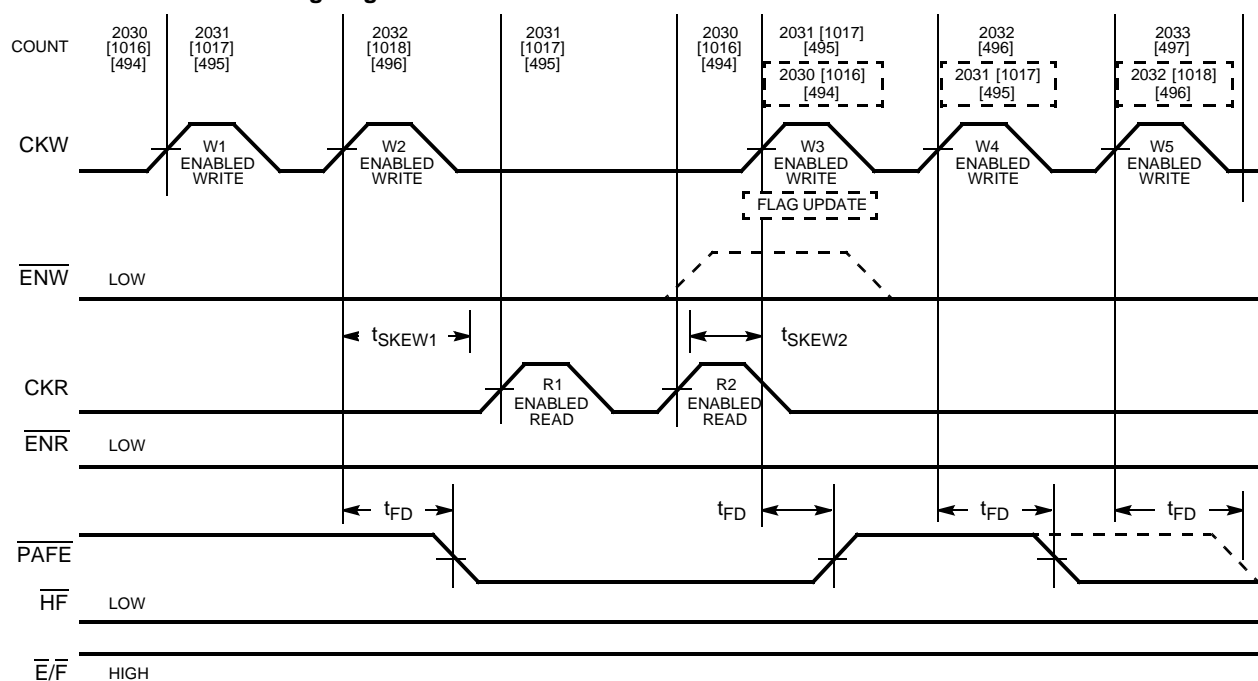 COUNT
2030 [1016] [494]
2031 [1017] [495]
2032 [1018] [496]
2031 [1017] [495]
2030 [1016] [494]
2031 [1017] [495]
2032 [496]
2033 [497]
2030 [1016] [494]
2031 [1017] [495]
2032 [1018] [496]
CKW
W1 ENABLED WRITE
W2 ENABLED WRITE
W3 ENABLED WRITE
W4 ENABLED WRITE
W5 ENABLED WRITE
FLAG UPDATE
ENW
LOW
tSKEW1
tSKEW2
CKR
R1 ENABLED READ
R2 ENABLED READ
ENR
LOW
tFD
tFD
tFD
tFD
PAFE
HF
LOW
E/F
HIGH